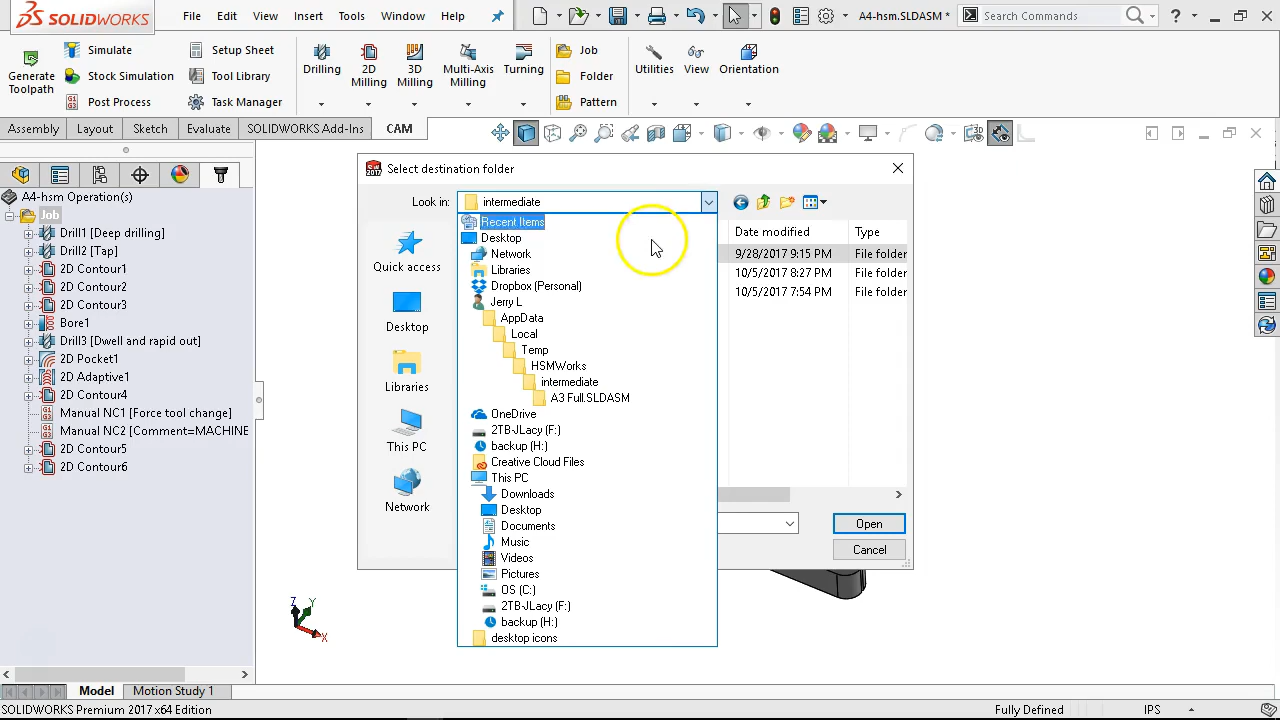 SOLIDWORKS
File
Edit
View
Insert
Tools
Window
Help
A4-hsm.SLDASM *
Search Commands
Generate
Toolpath
Simulate
Stock Simulation
Post Process
Setup Sheet
Tool Library
Task Manager
Drilling
2D
Milling
3D
Milling
Multi-Axis
Milling
Turning
Job
Folder
Pattern
Utilities
View
Orientation
Assembly
Layout
Sketch
Evaluate
SOLIDWORKS Add-Ins
CAM
A4-hsm Operation(s)
Job
Drill1 [Deep drilling]
Drill2 [Tap]
2D Contour1
2D Contour2
2D Contour3
Bore1
Drill3 [Dwell and rapid out]
2D Pocket1
2D Adaptive1
2D Contour4
Manual NC1 [Force tool change]
Manual NC2 [Comment=MACHINE
2D Contour5
2D Contour6
Select destination folder
Look in:
intermediate
Quick access
Desktop
Libraries
This PC
Network
Recent Items
Desktop
Network
Libraries
Dropbox (Personal)
Jerry L
AppData
Local
Temp
HSMWorks
intermediate
A3 Full.SLDASM
OneDrive
2TB-JLacy (F:)
backup (H:)
Creative Cloud Files
This PC
Downloads
Desktop
Documents
Music
Videos
Pictures
OS (C:)
2TB-JLacy (F:)
backup (H:)
desktop icons
Date modified
Type
9/28/2017 9:15 PM
File folder
10/5/2017 8:27 PM
File folder
10/5/2017 7:54 PM
File folder
Open
Cancel
Z
Y
X
Model
Motion Study 1
SOLIDWORKS Premium 2017 x64 Edition
Fully Defined
IPS